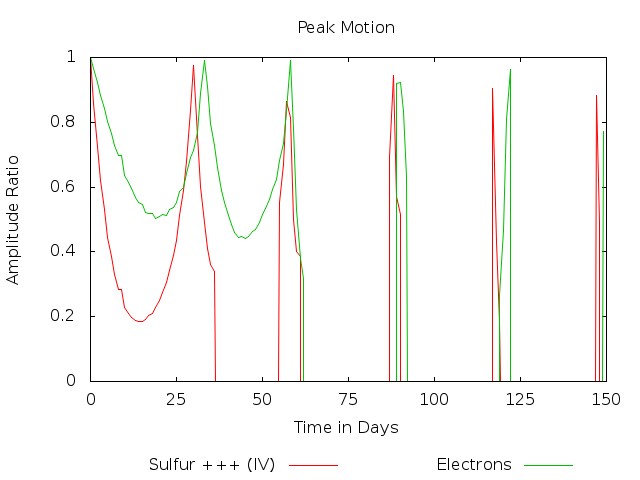 Peak Motion
1
0.8
0.6
0.4
0.2
0
Amplitude Ratio
0 25 50 75 100 125 150
Time in Days
Sulfur +++ (IV) Electrons